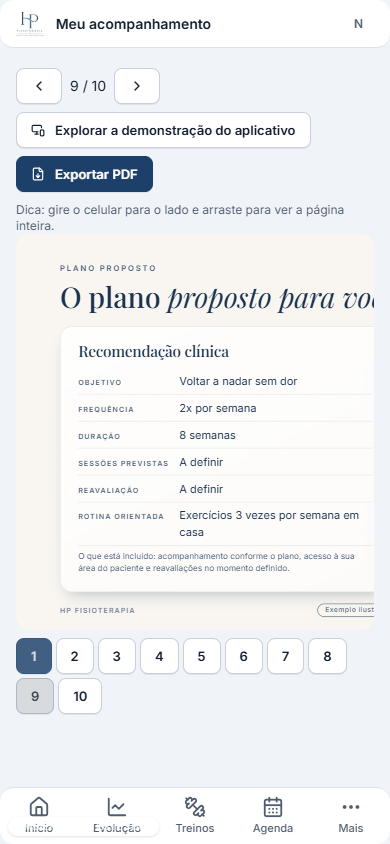 HP
Meu acompanhamento
N
9 / 10
Explorar a demonstração do aplicativo
Exportar PDF
Dica: gire o celular para o lado e arraste para ver a página
inteira.
PLANO PROPOSTO
O plano proposto para voc
Recomendação clínica
OBJETIVO Voltar a nadar sem dor
FREQUÊNCIA 2x por semana
DURAÇÃO 8 semanas
SESSÕES PREVISTAS A definir
REAVALIAÇÃO A definir
ROTINA ORIENTADA Exercícios 3 vezes por semana em
casa
O que está incluído: acompanhamento conforme o plano, acesso à sua
área do paciente e reavaliações no momento definido.
HP FISIOTERAPIA Exemplo ilust
1 2 3 4 5 6 7 8
9 10
Início Evolução Treinos Agenda Mais